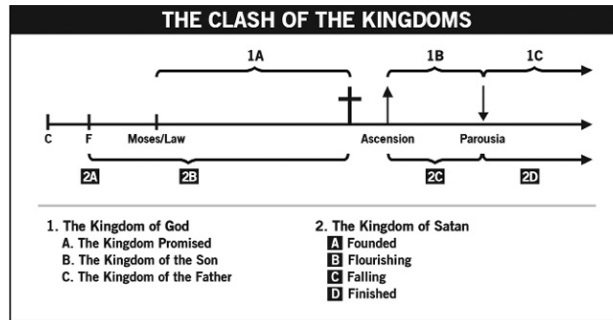 THE CLASH OF THE KINGDOMS
1A 1B 1C
C F Moses/Law Ascension Parousia
2A 2B 2C 2D
1. The Kingdom of God
A. The Kingdom Promised
B. The Kingdom of the Son
C. The Kingdom of the Father
2. The Kingdom of Satan
A Founded
B Flourishing
C Falling
D Finished